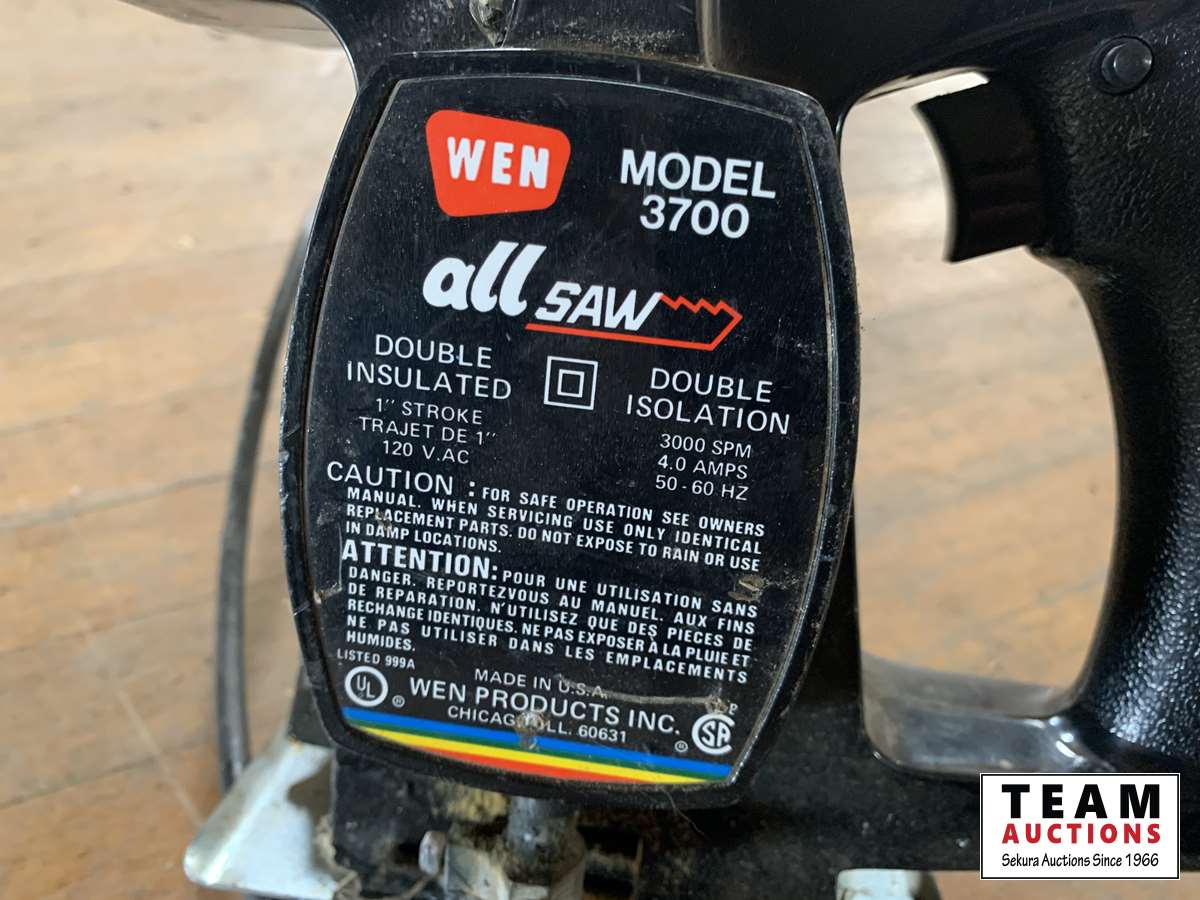 WEN
MODEL
3700
all SAW
DOUBLE
INSULATED
1" STROKE
TRAJET DE 1"
120 V.AC
DOUBLE
ISOLATION
3000 SPM
4.0 AMPS
50-60 HZ
CAUTION : FOR SAFE OPERATION SEE OWNERS
MANUAL. WHEN SERVICING USE ONLY IDENTICAL
REPLACEMENT PARTS. DO NOT EXPOSE TO RAIN OR USE
IN DAMP LOCATIONS.
ATTENTION: POUR UNE UTILISATION SANS
DANGER. REPORTEZVOUS AU MANUEL. AUX FINS
DE REPARATION. N'UTILISEZ QUE DES PIECES DE
RECHANGE IDENTIQUES. NE PAS EXPOSER À LA PLUIE ET
NE PAS UTILISER DANS LES EMPLACEMENTS
HUMIDES.
LISTED 999A
UL ®
MADE IN U.S.A.
WEN PRODUCTS INC.
ILL. 60631
® SA
TEAM
AUCTIONS
Sekura Auctions Since 1966